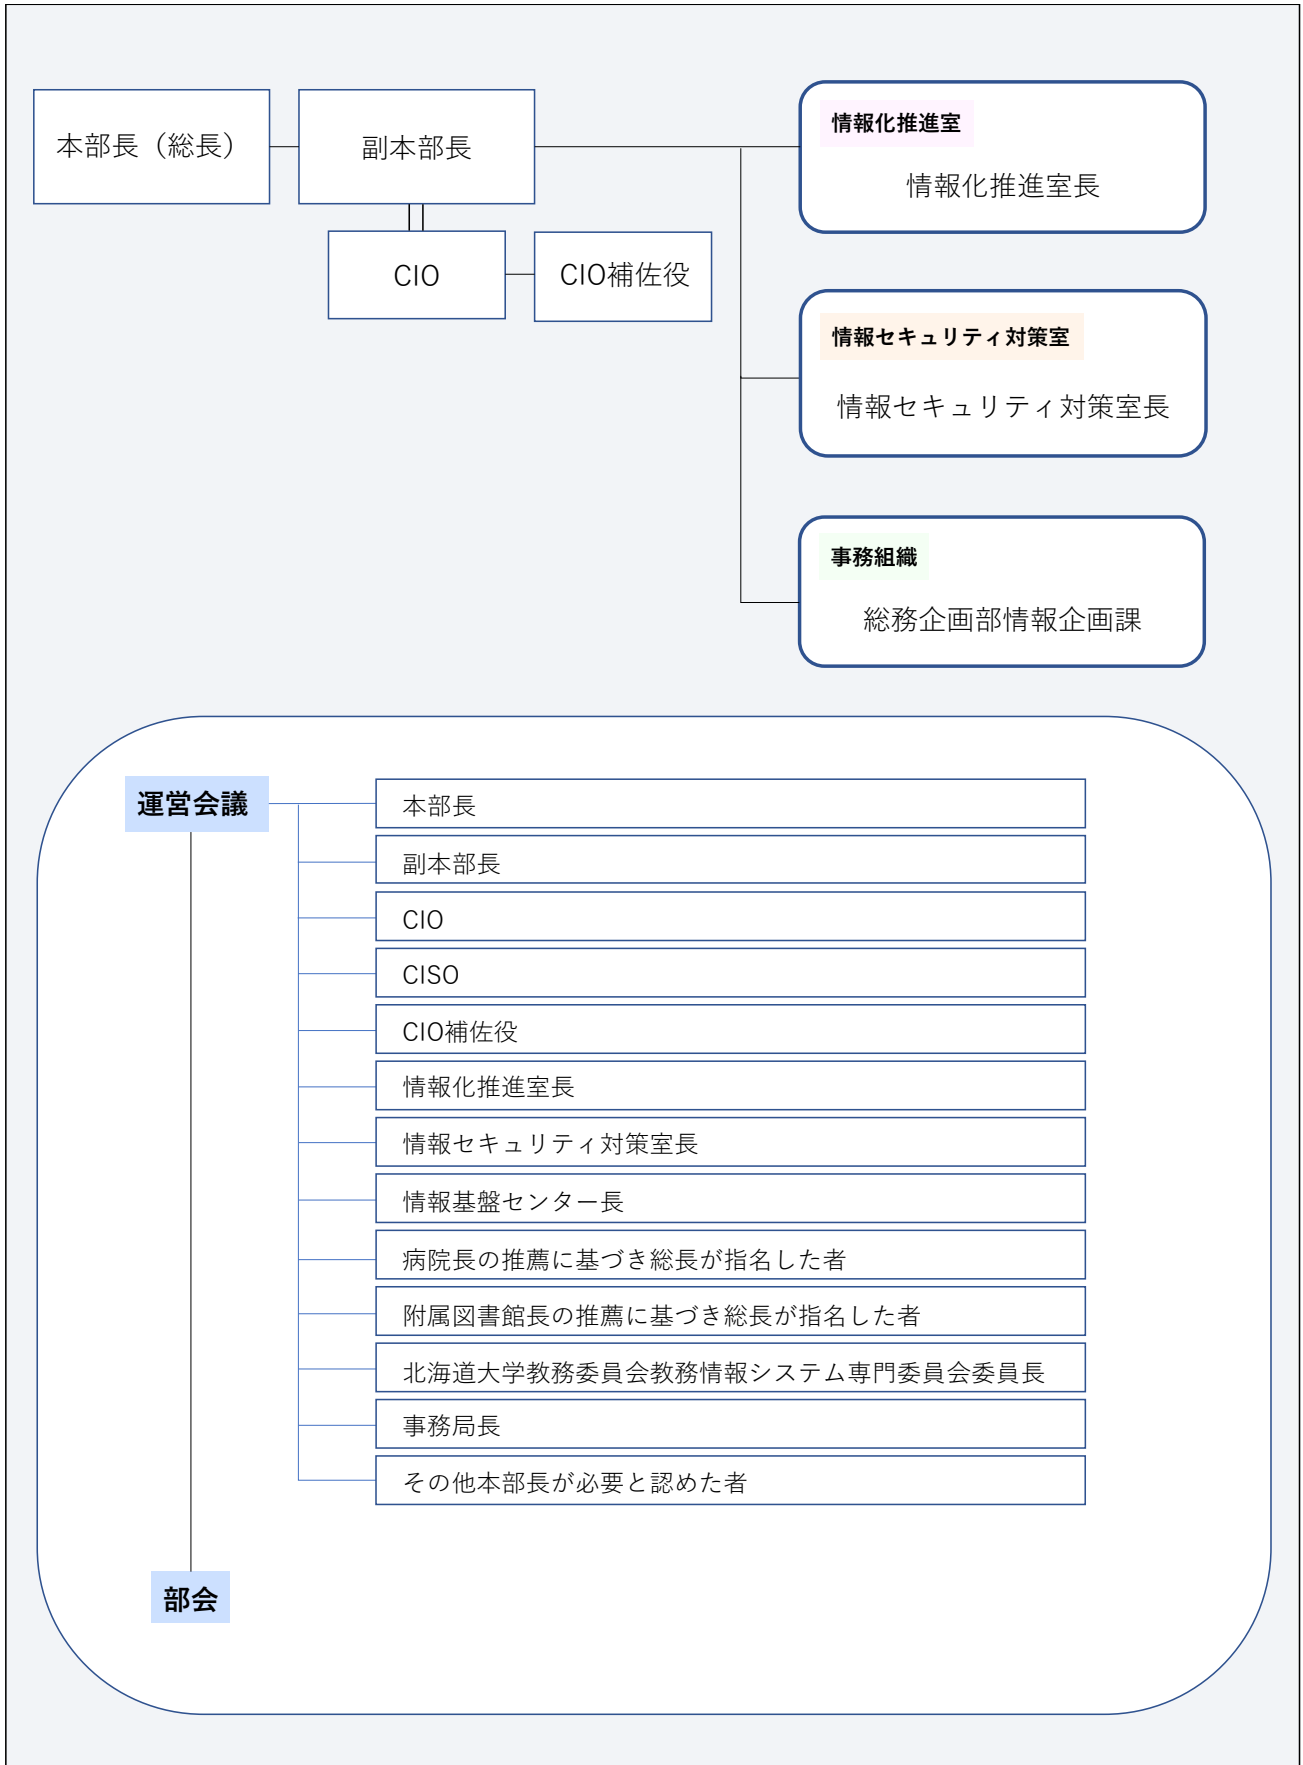 本部長（総長）
副本部長
CIO
CIO補佐役
情報化推進室
情報化推進室長
情報セキュリティ対策室
情報セキュリティ対策室長
事務組織
総務企画部情報企画課
運営会議
本部長
副本部長
CIO
CISO
CIO補佐役
情報化推進室長
情報セキュリティ対策室長
情報基盤センター長
病院長の推薦に基づき総長が指名した者
附属図書館長の推薦に基づき総長が指名した者
北海道大学教務委員会教務情報システム専門委員会委員長
事務局長
その他本部長が必要と認めた者
部会